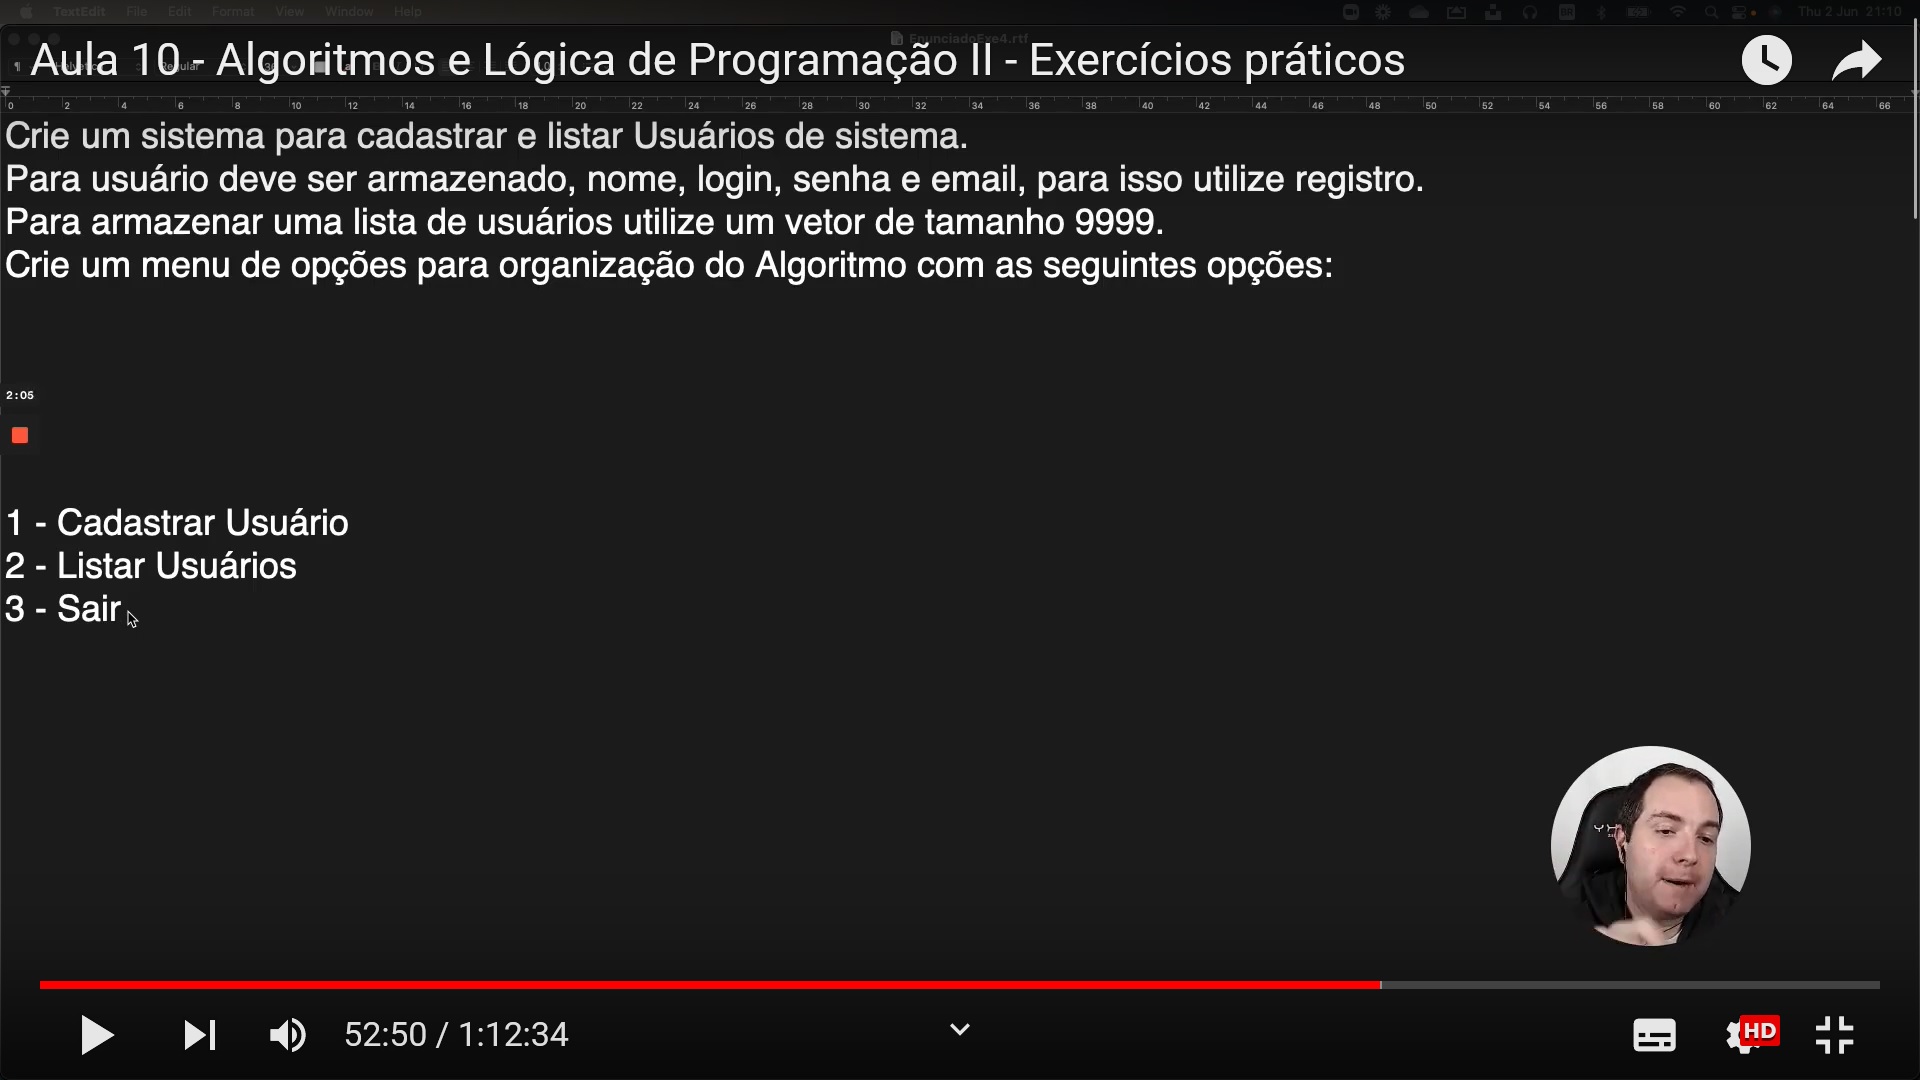 TextEdit File Edit Format View Window Help
Thu 2 Jun 21:10
EnunciadoExe4.rtf
Aula 10 - Algoritmos e Lógica de Programação II - Exercícios práticos
Regular
0 2 4 6 8 10 12 14 16 18 20 22 24 26 28 30 32 34 36 38 40 42 44 46 48 50 52 54 56 58 60 62 64 66
Crie um sistema para cadastrar e listar Usuários de sistema.
Para usuário deve ser armazenado, nome, login, senha e email, para isso utilize registro.
Para armazenar uma lista de usuários utilize um vetor de tamanho 9999.
Crie um menu de opções para organização do Algoritmo com as seguintes opções:
2:05
1 - Cadastrar Usuário
2 - Listar Usuários
3 - Sair
52:50 / 1:12:34
HD